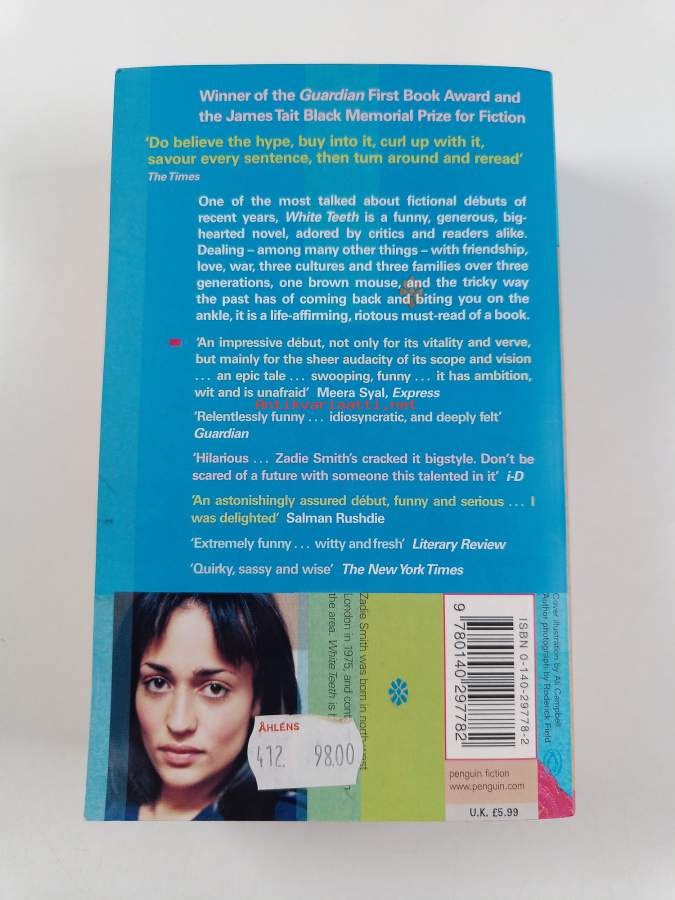 Winner of the Guardian First Book Award and
the James Tait Black Memorial Prize for Fiction
‘Do believe the hype, buy into it, curl up with it,
savour every sentence, then turn around and reread’
The Times
One of the most talked about fictional débuts of
recent years, White Teeth is a funny, generous, big-
hearted novel, adored by critics and readers alike.
Dealing – among many other things – with friendship,
love, war, three cultures and three families over three
generations, one brown mouse, and the tricky way
the past has of coming back and biting you on the
ankle, it is a life-affirming, riotous must-read of a book.
‘An impressive début, not only for its vitality and verve,
but mainly for the sheer audacity of its scope and vision
... an epic tale ... swooping, funny ... it has ambition,
wit and is unafraid’ Meera Syal, Express
Antikvariaatti.net
‘Relentlessly funny ... idiosyncratic, and deeply felt’
Guardian
‘Hilarious ... Zadie Smith’s cracked it bigstyle. Don’t be
scared of a future with someone this talented in it’ i-D
‘An astonishingly assured début, funny and serious ... I
was delighted’ Salman Rushdie
‘Extremely funny ... witty and fresh’ Literary Review
‘Quirky, sassy and wise’ The New York Times
Zadie Smith was born in north-west
London in 1975, and
the area. White Teeth is
ÅHLÉNS
412. 98.00
ISBN 0-140-29778-2
9 780140 297782
Cover illustration by Ali Campbell
Author photograph by Roderick Field
penguin fiction
www.penguin.com
U.K. £5.99